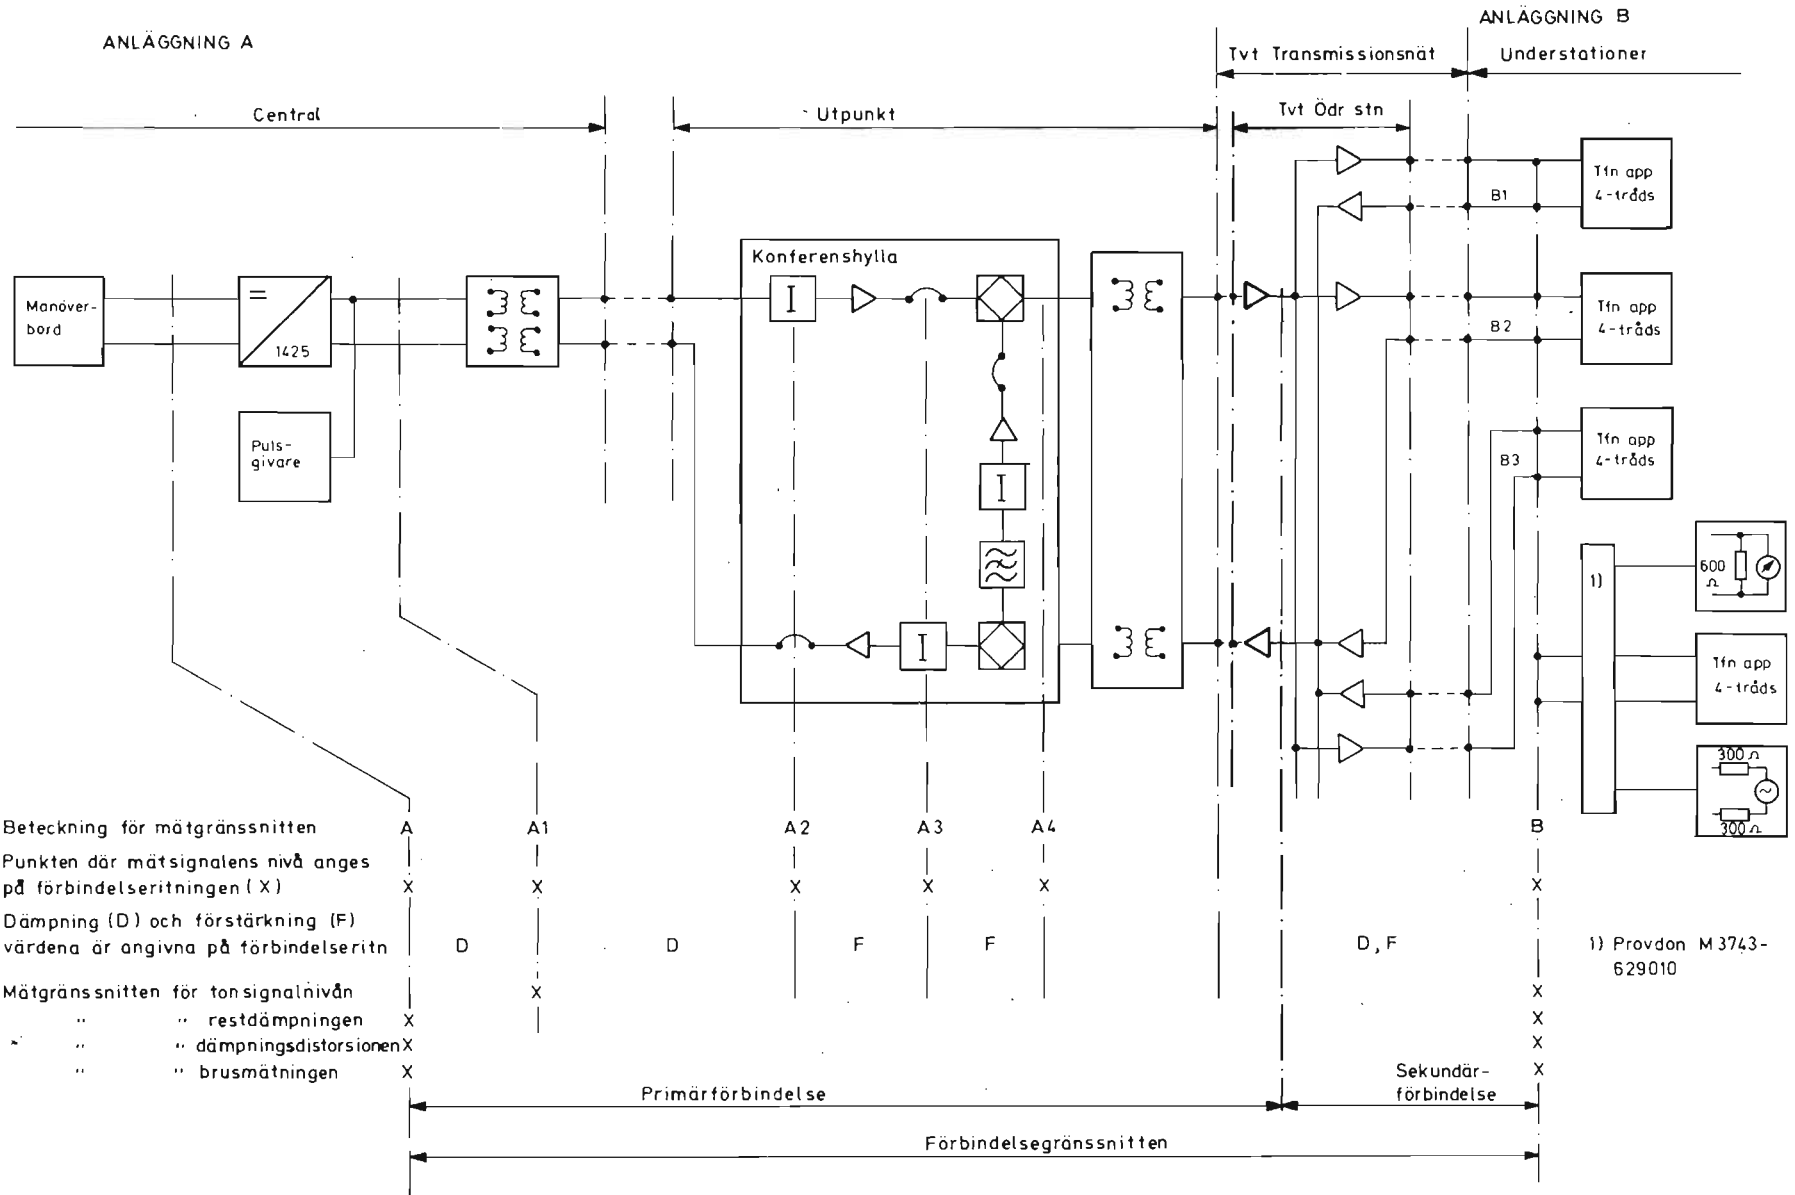 ANLÄGGNING A
ANLÄGGNING B
Tvt Transmissionsnät
Understationer
Central
Utpunkt
Tvt Ödr stn
Tfn app
4-tråds
B1
Konferenshylla
Manöver-
bord
=
1425
I
Tfn app
4-tråds
B2
Puls-
givare
I
Tfn app
4-tråds
B3
1)
600
Ω
I
Tfn app
4-tråds
300 Ω
300 Ω
Beteckning för mätgränssnitten
A
A1
A2
A3
A4
B
Punkten där mätsignalens nivå anges
på förbindelseritningen (X)
X
X
X
X
X
X
Dämpning (D) och förstärkning (F)
värdena är angivna på förbindelseritn
D
D
F
F
D, F
1) Provdon M 3743-
629010
Mätgränssnitten för tonsignalnivån
X
X
" " restdämpningen X
X
" " dämpningsdistorsionen X
X
" " brusmätningen X
X
Primärförbindelse
Sekundär-
förbindelse
Förbindelsegränssnitten